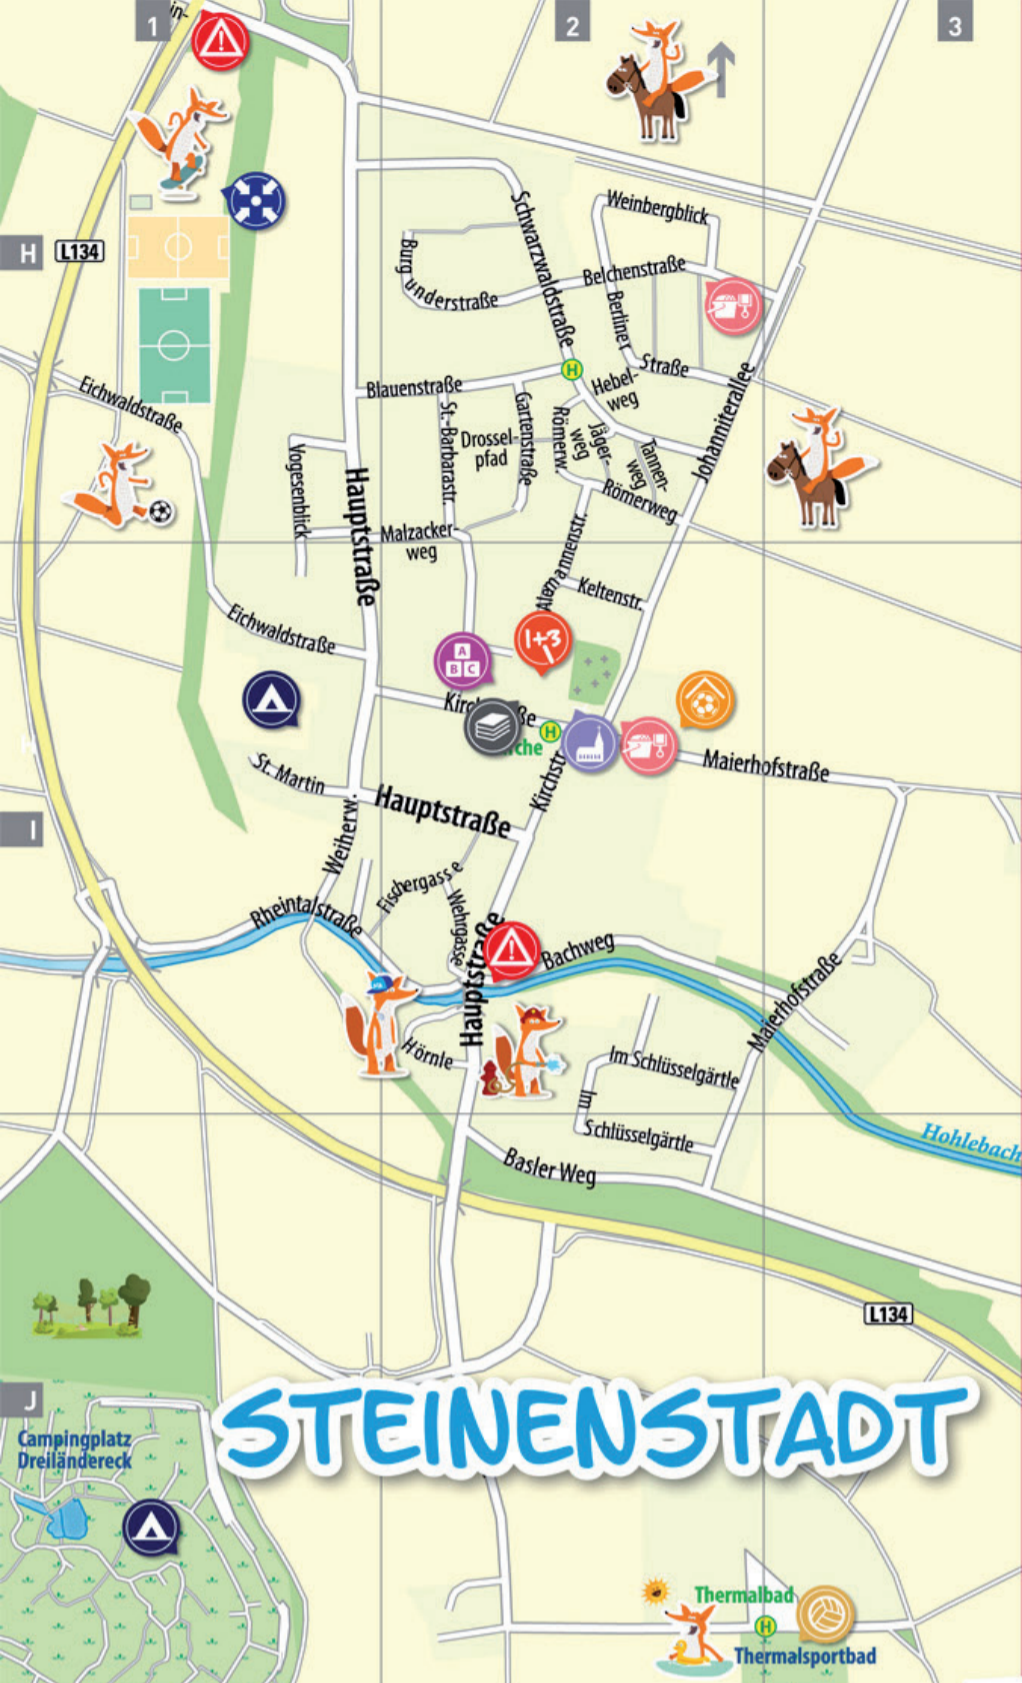 in-
1
2
3
Weinbergblick
Schwarzwaldstraße
H
L134
Burgunderstraße
Belchenstraße
Berliner
Straße
H
Blauenstraße
Hebel-
weg
Johanniterallee
Eichwaldstraße
St.-Barbarastr.
Gartenstraße
Drossel-
pfad
Römerw.
Jäger-
weg
Tannen-
weg
Vogesenblick
Hauptstraße
Römerweg
Malzacker-
weg
Alemannenstr.
Keltenstr.
Eichwaldstraße
1+3
A
B C
H
H
Maierhofstraße
St. Martin
Kirchstr.
Hauptstraße
I
Weiherw.
Fischergasse
Wehrgasse
Rheintalstraße
Hauptstraße
Bachweg
Maierhofstraße
Hörnle
Im Schlüsselgärtle
Im
Schlüsselgärtle
Hohlebach
Basler Weg
L134
J
STEINENSTADT
Campingplatz
Dreiländereck
Thermalbad
H
Thermalsportbad